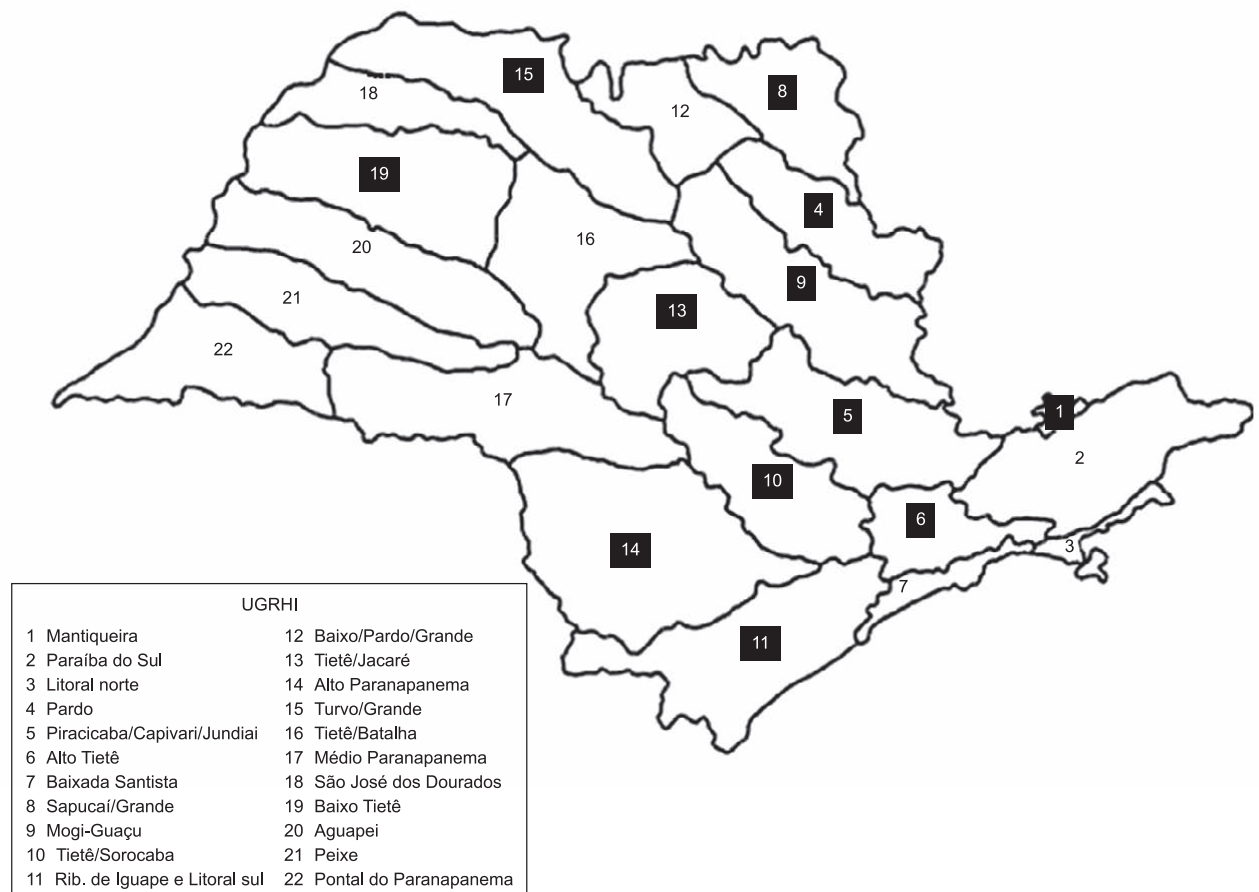 15
18
12
8
19
4
20
16
9
21
13
22
17
5
1
2
10
6
14
3
7
11
UGRHI
1 Mantiqueira
2 Paraíba do Sul
3 Litoral norte
4 Pardo
5 Piracicaba/Capivari/Jundiai
6 Alto Tietê
7 Baixada Santista
8 Sapucaí/Grande
9 Mogi-Guaçu
10 Tietê/Sorocaba
11 Rib. de Iguape e Litoral sul
12 Baixo/Pardo/Grande
13 Tietê/Jacaré
14 Alto Paranapanema
15 Turvo/Grande
16 Tietê/Batalha
17 Médio Paranapanema
18 São José dos Dourados
19 Baixo Tietê
20 Aguapei
21 Peixe
22 Pontal do Paranapanema